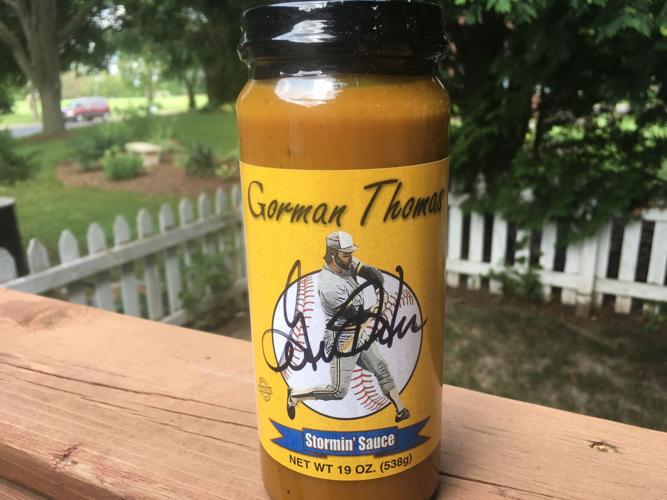 Gorman Thomas
Stormin' Sauce
NET WT 19 OZ. (538g)